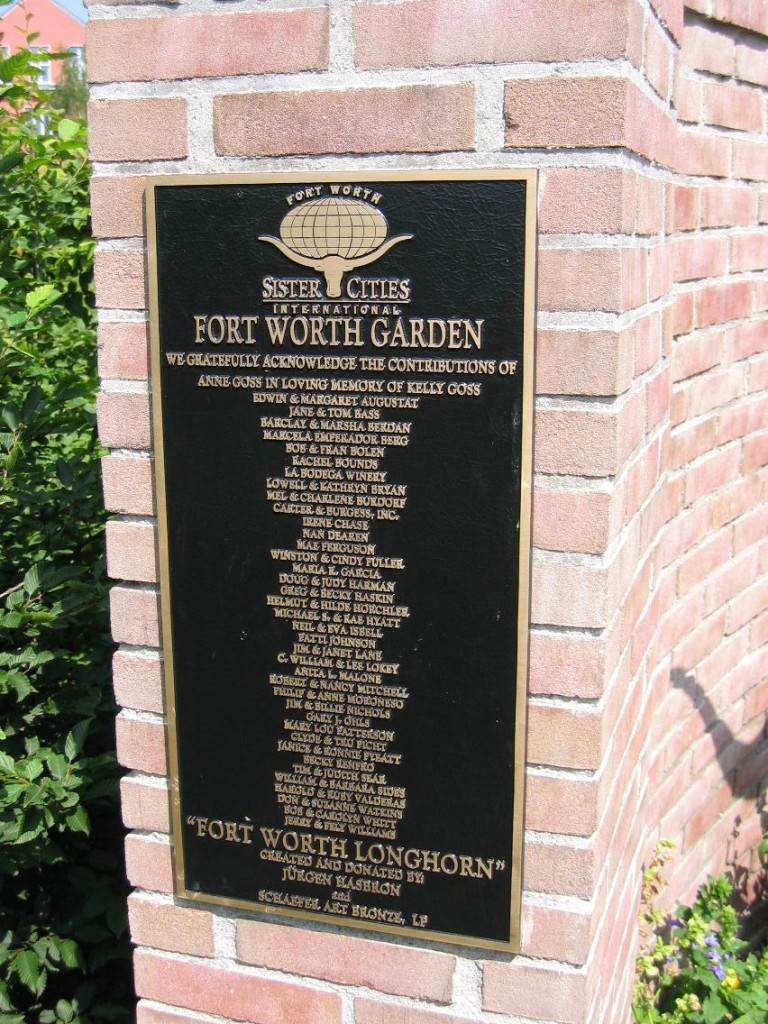 FORT WORTH
SISTER CITIES
INTERNATIONAL
FORT WORTH GARDEN
WE GRATEFULLY ACKNOWLEDGE THE CONTRIBUTIONS OF
ANNE GOSS IN LOVING MEMORY OF KELLY GOSS
EDWIN & MARGARET AUGUSTAT
JANE & TOM BASS
BARCLAY & MARSHA BERDAN
MARCELA EMPERADOR BERG
BOB & FRAN BOLEN
RACHEL BOUNDS
LA BODEGA WINERY
LOWELL & KATHRYN BRYAN
MEL & CHARLENE BURDORF
CARTER & BURGESS, INC.
IRENE CHASE
NAN DEAREN
MAE FERGUSON
WINSTON & CINDY FULLER
MARIA R. GARCIA
DOUG & JUDY HARMAN
GREG & BECKY HASKIN
HELMUT & HILDE HORCHLER
MICHAEL S. & RAE HYATT
NEIL & EVA ISBELL
PATTI JOHNSON
JIM & JANET LANE
C. WILLIAM & LEE LOKEY
ANITA L. MALONE
ROBERT & NANCY MITCHELL
PHILIP & ANNE MORONESO
JIM & BILLIE NICHOLS
GARY J. OHLS
MARY LOU PATTERSON
CLYDE & TRU PICHT
JANICE & RONNIE PYEATT
BECKY RENFRO
TIM & JUDITH SEAR
WILLIAM & BARBARA SIDES
HAROLD & RUBY VALDERAS
DON & SUZANNE WATKINS
BOB & CAROLYN WHITT
JERRY & FELY WILLIAMS
"FORT WORTH LONGHORN"
CREATED AND DONATED BY:
JÜRGEN HASBRON
and
SCHAEFER ART BRONZE, LP